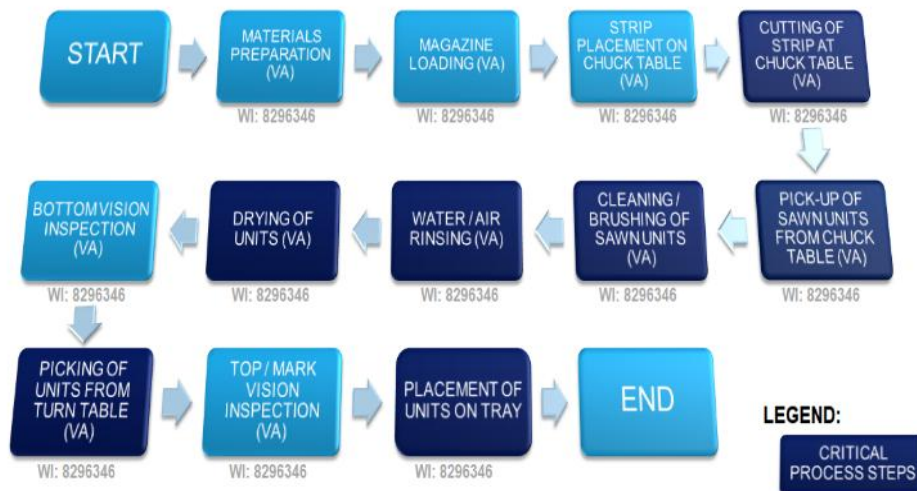 START
MATERIALS
PREPARATION
(VA)
WI: 8296346
MAGAZINE
LOADING (VA)
WI: 8296346
STRIP
PLACEMENT ON
CHUCK TABLE
(VA)
WI: 8296346
CUTTING OF
STRIP AT
CHUCK TABLE
(VA)
WI: 8296346
PICK-UP OF
SAWN UNITS
FROM CHUCK
TABLE (VA)
WI: 8296346
CLEANING /
BRUSHING OF
SAWN UNITS
(VA)
WI: 8296346
WATER / AIR
RINSING (VA)
WI: 8296346
DRYING OF
UNITS (VA)
WI: 8296346
BOTTOM VISION
INSPECTION
(VA)
WI: 8296346
PICKING OF
UNITS FROM
TURN TABLE
(VA)
WI: 8296346
TOP / MARK
VISION
INSPECTION
(VA)
WI: 8296346
PLACEMENT OF
UNITS ON TRAY
WI: 8296346
END
LEGEND:
CRITICAL
PROCESS STEPS